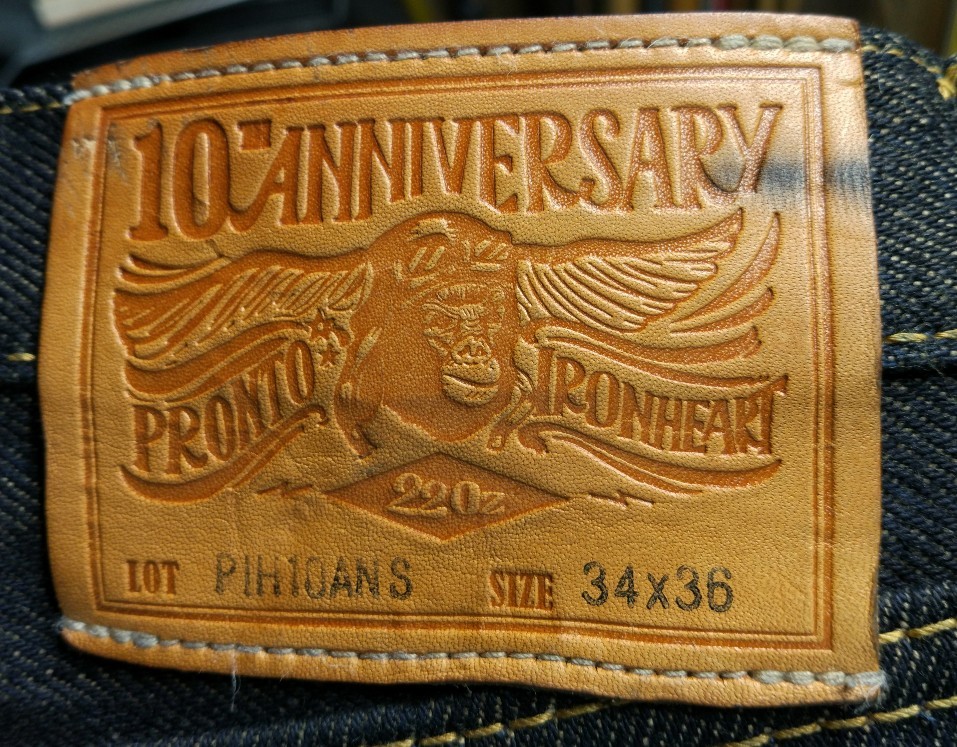 10TH ANNIVERSARY
PRONTO IRONHEART
22Oz
LOT PIH10ANS SIZE 34x36